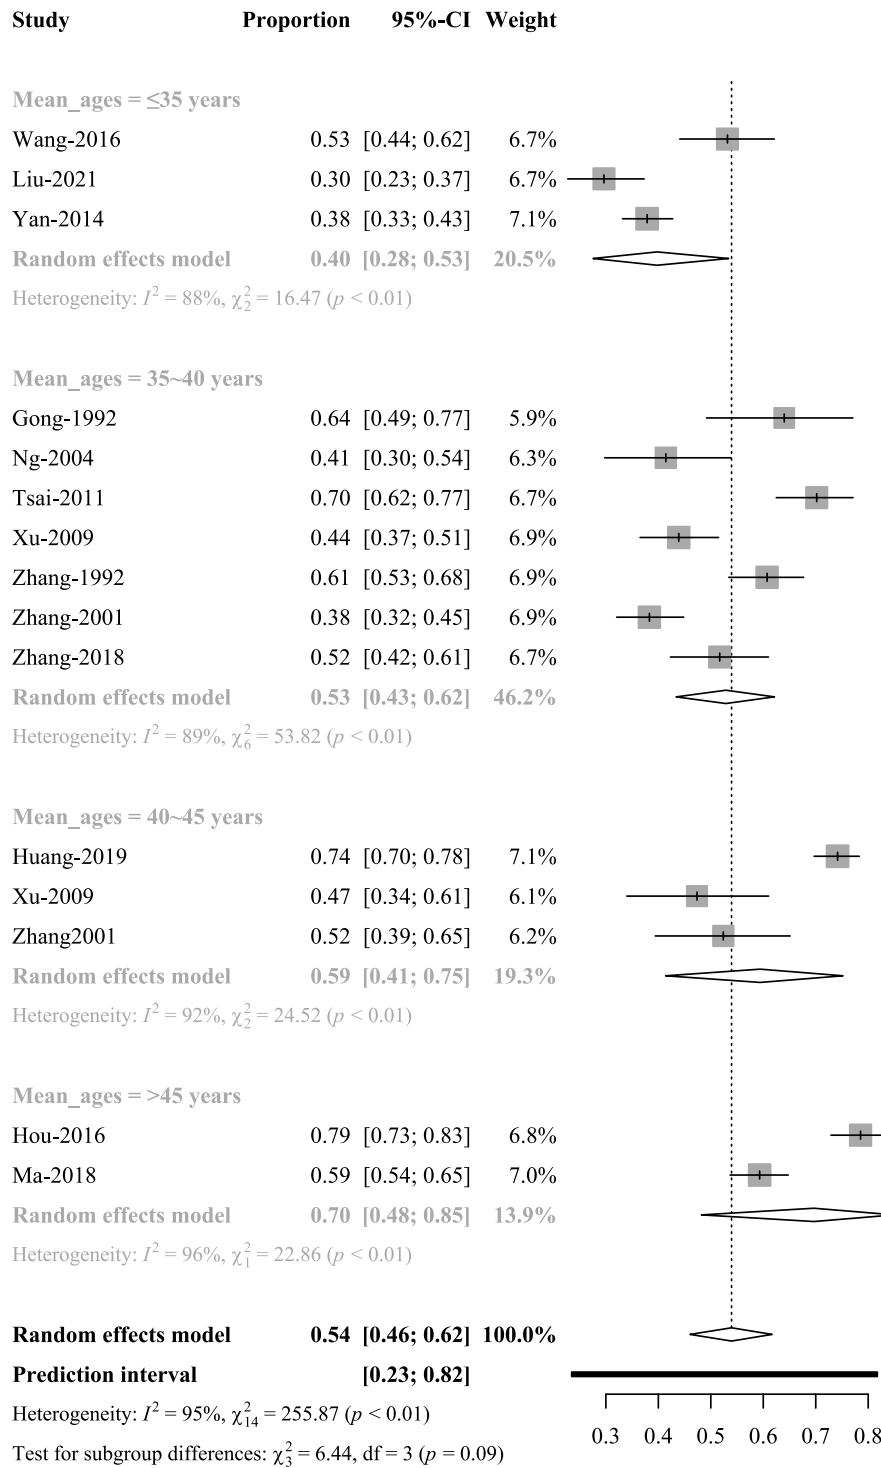 Study Proportion 95%-CI Weight
Mean_ages = ≤35 years
Wang-2016 0.53 [0.44; 0.62] 6.7%
Liu-2021 0.30 [0.23; 0.37] 6.7%
Yan-2014 0.38 [0.33; 0.43] 7.1%
Random effects model 0.40 [0.28; 0.53] 20.5%
Heterogeneity: I² = 88%, χ²₂ = 16.47 (p < 0.01)
Mean_ages = 35~40 years
Gong-1992 0.64 [0.49; 0.77] 5.9%
Ng-2004 0.41 [0.30; 0.54] 6.3%
Tsai-2011 0.70 [0.62; 0.77] 6.7%
Xu-2009 0.44 [0.37; 0.51] 6.9%
Zhang-1992 0.61 [0.53; 0.68] 6.9%
Zhang-2001 0.38 [0.32; 0.45] 6.9%
Zhang-2018 0.52 [0.42; 0.61] 6.7%
Random effects model 0.53 [0.43; 0.62] 46.2%
Heterogeneity: I² = 89%, χ²₆ = 53.82 (p < 0.01)
Mean_ages = 40~45 years
Huang-2019 0.74 [0.70; 0.78] 7.1%
Xu-2009 0.47 [0.34; 0.61] 6.1%
Zhang2001 0.52 [0.39; 0.65] 6.2%
Random effects model 0.59 [0.41; 0.75] 19.3%
Heterogeneity: I² = 92%, χ²₂ = 24.52 (p < 0.01)
Mean_ages = >45 years
Hou-2016 0.79 [0.73; 0.83] 6.8%
Ma-2018 0.59 [0.54; 0.65] 7.0%
Random effects model 0.70 [0.48; 0.85] 13.9%
Heterogeneity: I² = 96%, χ²₁ = 22.86 (p < 0.01)
Random effects model 0.54 [0.46; 0.62] 100.0%
Prediction interval [0.23; 0.82]
Heterogeneity: I² = 95%, χ²₁₄ = 255.87 (p < 0.01)
Test for subgroup differences: χ²₃ = 6.44, df = 3 (p = 0.09)
0.3 0.4 0.5 0.6 0.7 0.8